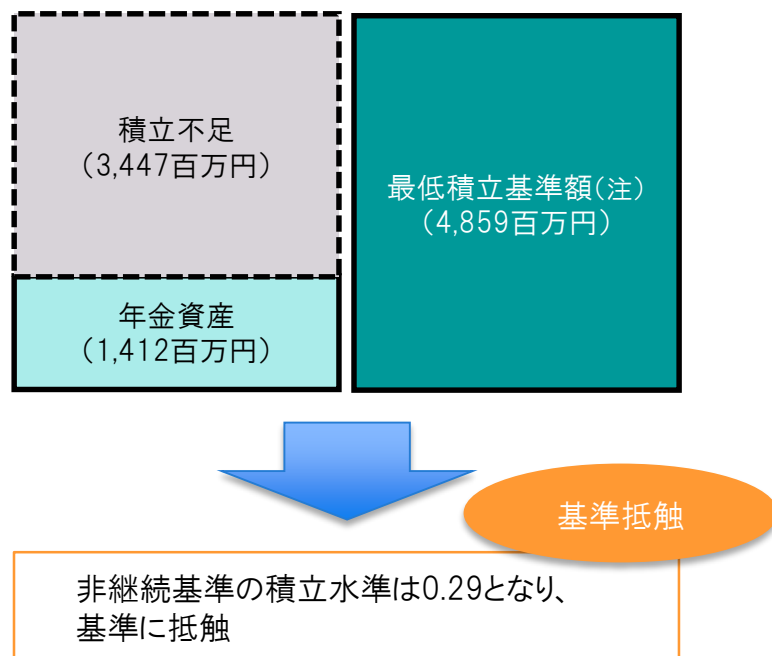 積立不足
（3,447百万円）
最低積立基準額（注）
（4,859百万円）
年金資産
（1,412百万円）
基準抵触
非継続基準の積立水準は0.29となり、
基準に抵触